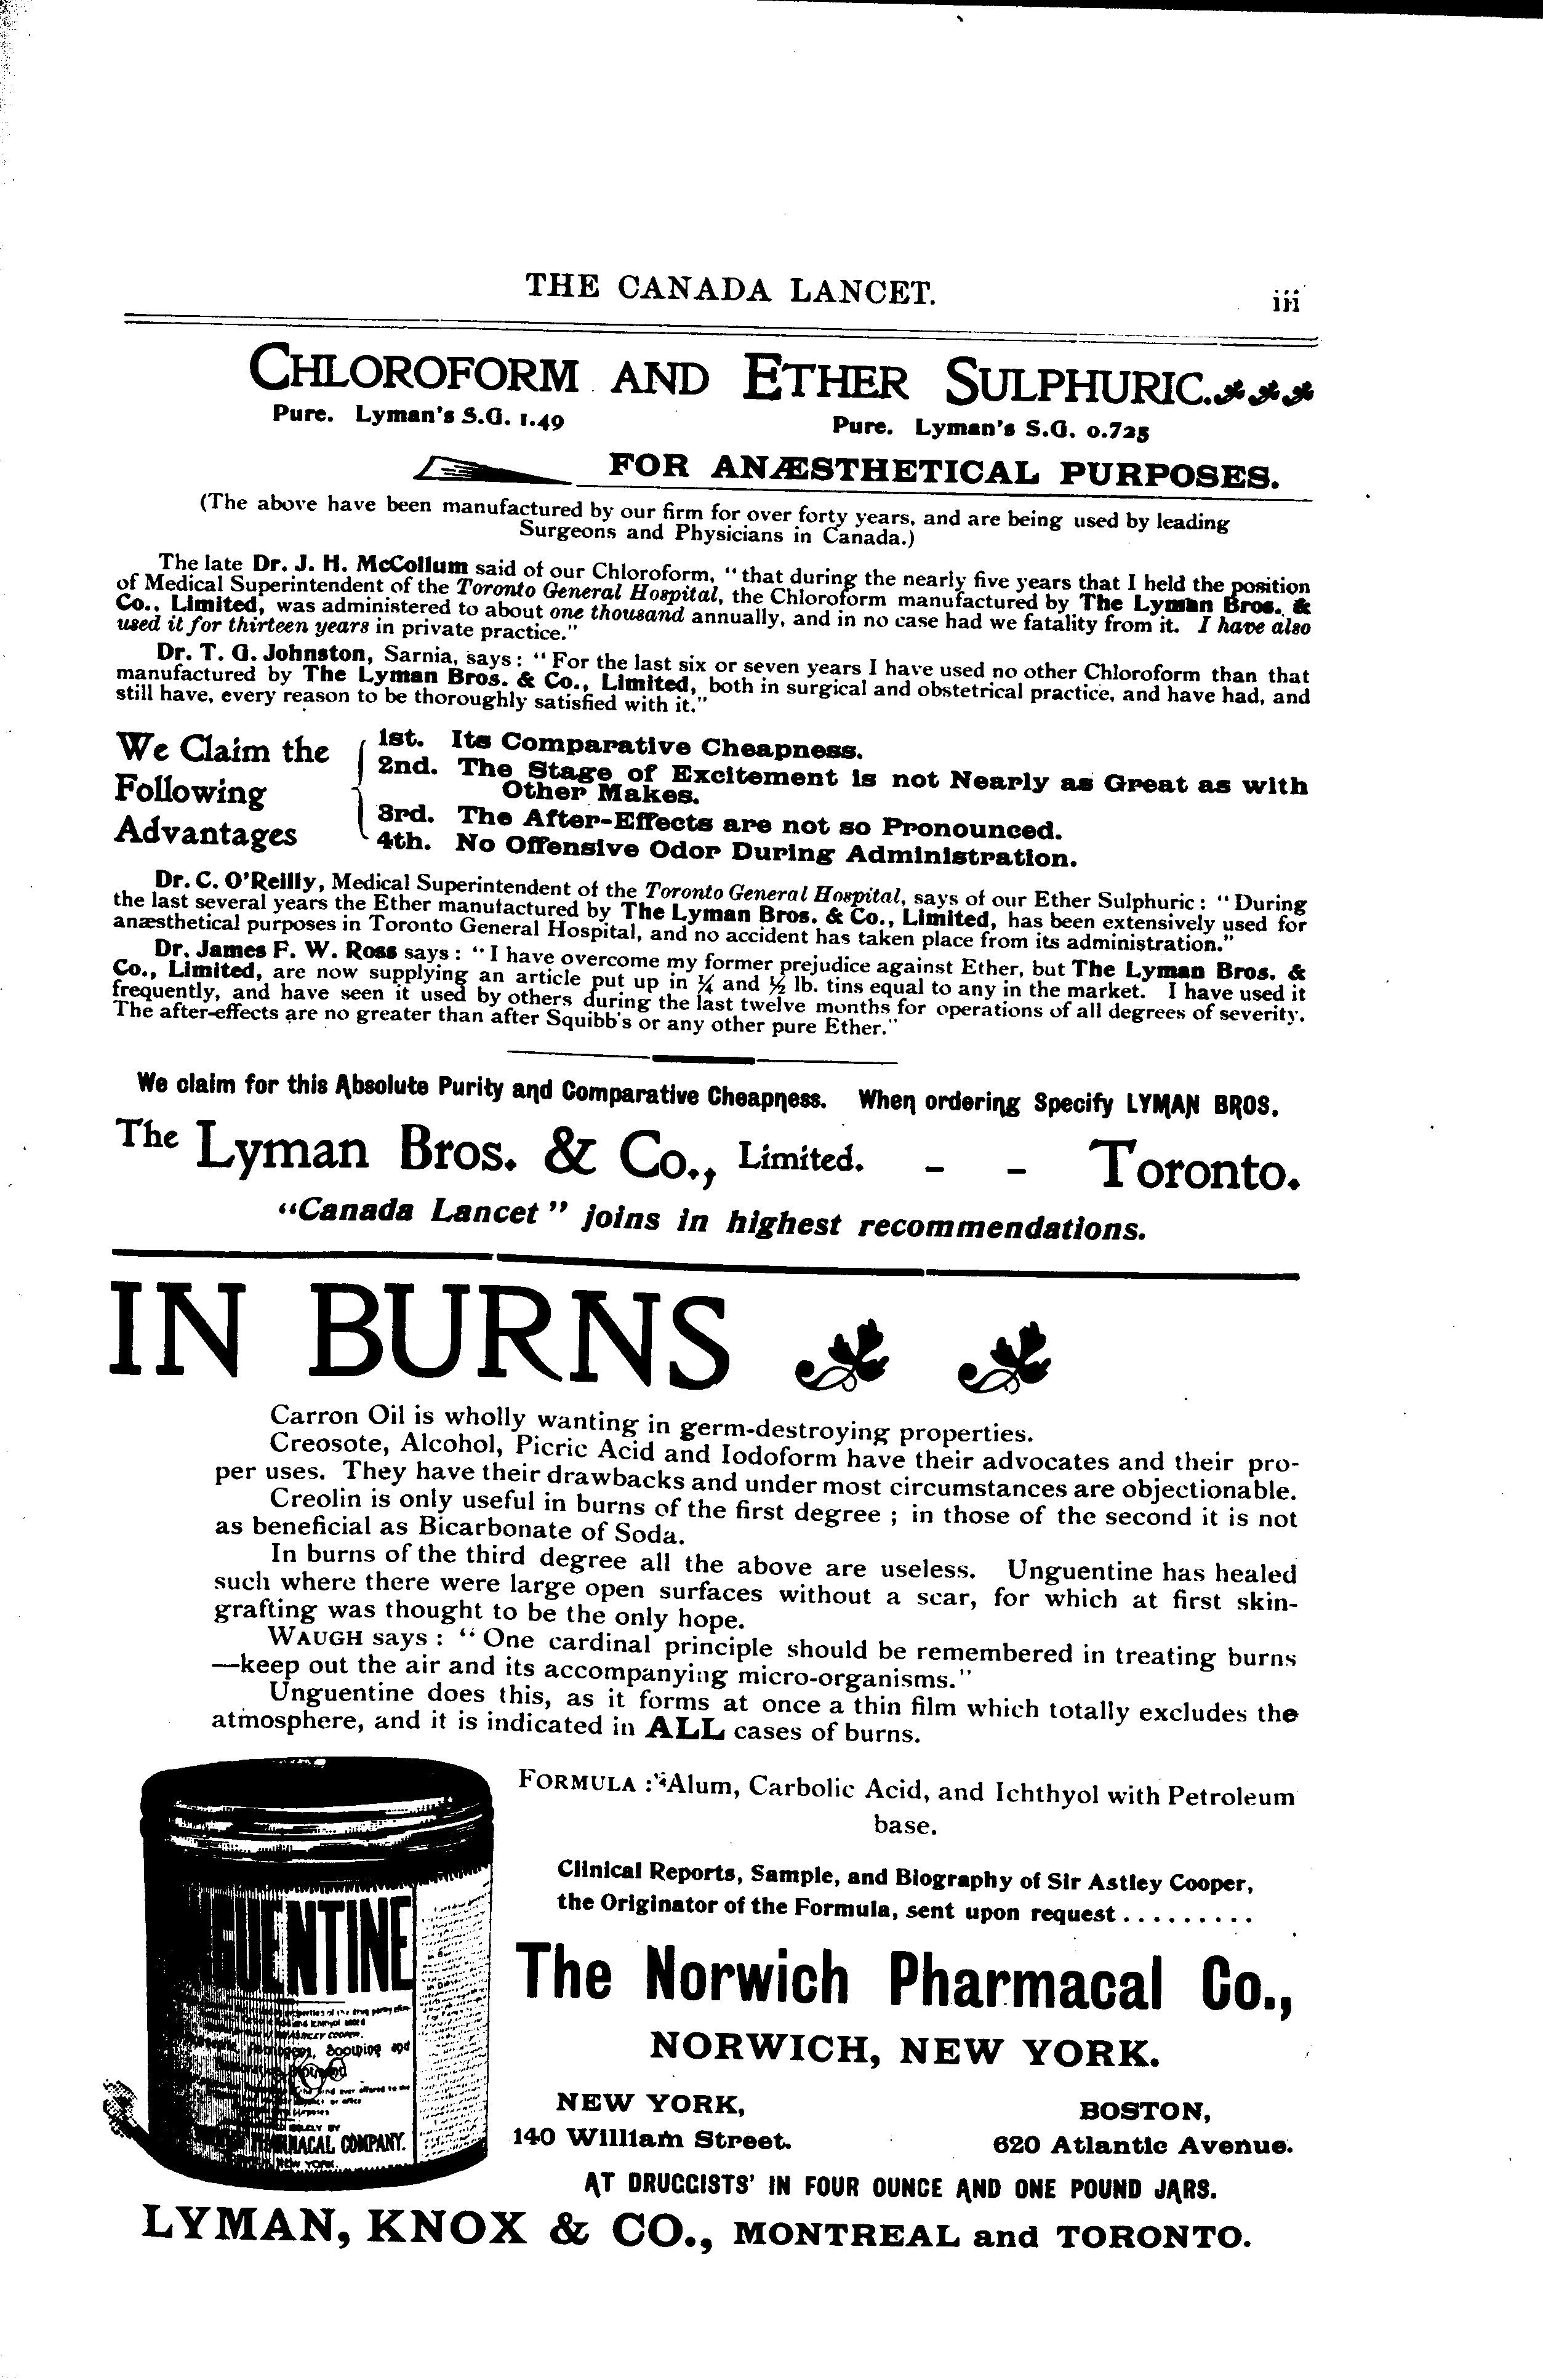 THE CANADA LANCET. iii
CHLOROFORM AND ETHER SULPHURIC.
Pure. Lyman's S.G. 1.49 Pure. Lyman's S.G. 0.725
FOR ANÆSTHETICAL PURPOSES.
(The above have been manufactured by our firm for over forty years, and are being used by leading
Surgeons and Physicians in Canada.)
The late Dr. J. H. McCollum said of our Chloroform, "that during the nearly five years that I held the position
of Medical Superintendent of the Toronto General Hospital, the Chloroform manufactured by The Lyman Bros. &
Co., Limited, was administered to about one thousand annually, and in no case had we fatality from it. I have also
used it for thirteen years in private practice."
Dr. T. G. Johnston, Sarnia, says: "For the last six or seven years I have used no other Chloroform than that
manufactured by The Lyman Bros. & Co., Limited, both in surgical and obstetrical practice, and have had, and
still have, every reason to be thoroughly satisfied with it."
We Claim the
Following
Advantages
1st. Its Comparative Cheapness.
2nd. The Stage of Excitement is not Nearly as Great as with
Other Makes.
3rd. The After-Effects are not so Pronounced.
4th. No Offensive Odor During Administration.
Dr. C. O'Reilly, Medical Superintendent of the Toronto General Hospital, says of our Ether Sulphuric: "During
the last several years the Ether manufactured by The Lyman Bros. & Co., Limited, has been extensively used for
anæsthetical purposes in Toronto General Hospital, and no accident has taken place from its administration."
Dr. James F. W. Ross says: "I have overcome my former prejudice against Ether, but The Lyman Bros. &
Co., Limited, are now supplying an article put up in ¼ and ½ lb. tins equal to any in the market. I have used it
frequently, and have seen it used by others during the last twelve months for operations of all degrees of severity.
The after-effects are no greater than after Squibb's or any other pure Ether."
We claim for this Absolute Purity and Comparative Cheapness. When ordering Specify LYMAN BROS.
The Lyman Bros. & Co., Limited. - - Toronto.
"Canada Lancet" joins in highest recommendations.
IN BURNS
Carron Oil is wholly wanting in germ-destroying properties.
Creosote, Alcohol, Picric Acid and Iodoform have their advocates and their pro-
per uses. They have their drawbacks and under most circumstances are objectionable.
Creolin is only useful in burns of the first degree; in those of the second it is not
as beneficial as Bicarbonate of Soda.
In burns of the third degree all the above are useless. Unguentine has healed
such where there were large open surfaces without a scar, for which at first skin-
grafting was thought to be the only hope.
WAUGH says: "One cardinal principle should be remembered in treating burns
—keep out the air and its accompanying micro-organisms."
Unguentine does this, as it forms at once a thin film which totally excludes the
atmosphere, and it is indicated in ALL cases of burns.
FORMULA: Alum, Carbolic Acid, and Ichthyol with Petroleum
base.
Clinical Reports, Sample, and Biography of Sir Astley Cooper,
the Originator of the Formula, sent upon request.........
GUENTINE
COOPER.
COMPANY.
NEW YORK.
The Norwich Pharmacal Co.,
NORWICH, NEW YORK.
NEW YORK, BOSTON,
140 William Street. 620 Atlantic Avenue.
AT DRUGGISTS' IN FOUR OUNCE AND ONE POUND JARS.
LYMAN, KNOX & CO., MONTREAL and TORONTO.